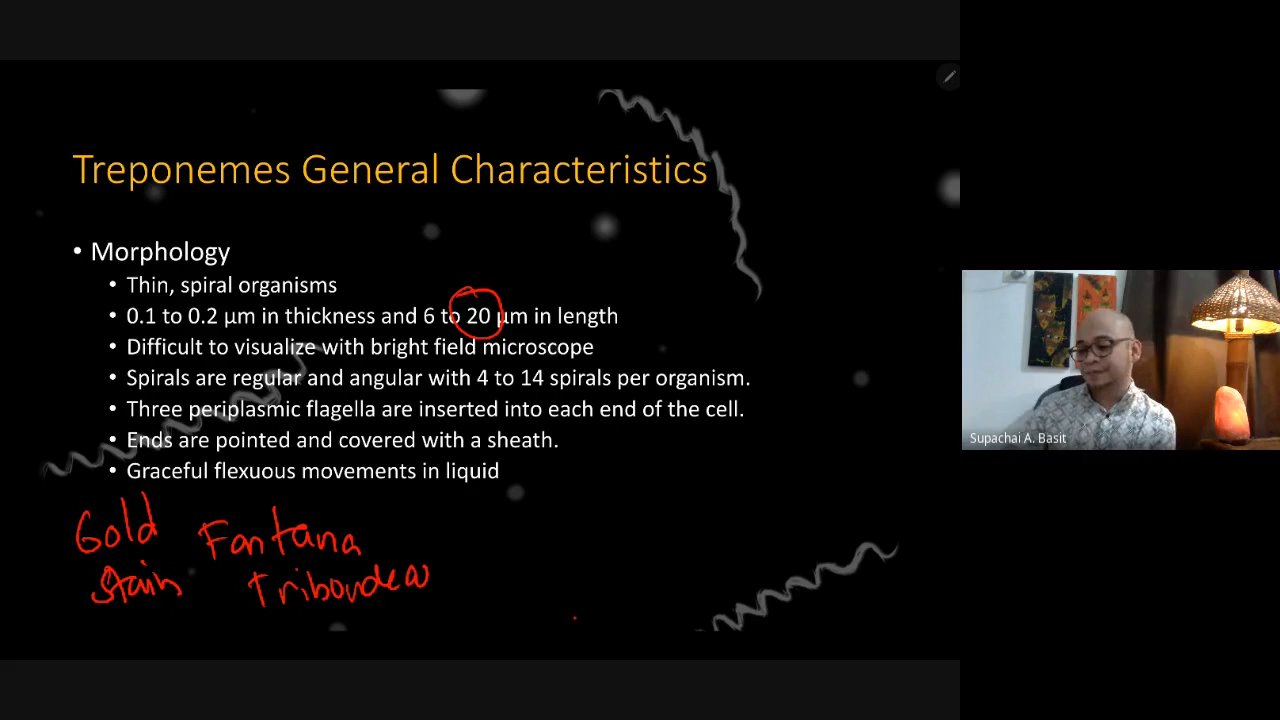 Treponemes General Characteristics
• Morphology
• Thin, spiral organisms
• 0.1 to 0.2 µm in thickness and 6 to 20 µm in length
• Difficult to visualize with bright field microscope
• Spirals are regular and angular with 4 to 14 spirals per organism.
• Three periplasmic flagella are inserted into each end of the cell.
• Ends are pointed and covered with a sheath.
• Graceful flexuous movements in liquid
Gold Fontana
Stain Tribondeau
Supachai A. Basit